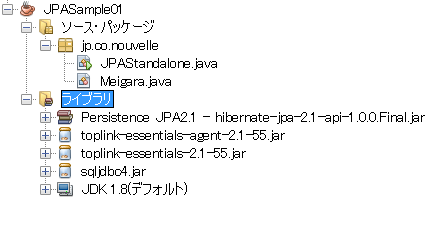 JPASample01
ソース・パッケージ
jp.co.nouvelle
JPAStandalone.java
Meigara.java
ライブラリ
Persistence JPA2.1 - hibernate-jpa-2.1-api-1.0.0.Final.jar
toplink-essentials-agent-2.1-55.jar
toplink-essentials-2.1-55.jar
sqljdbc4.jar
JDK 1.8(デフォルト)